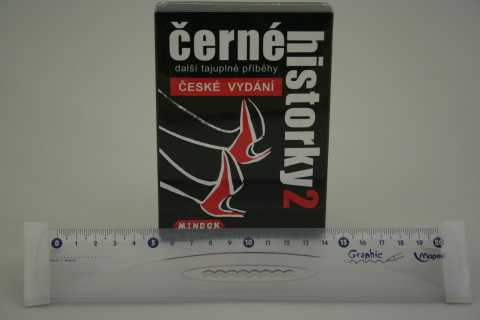 černé
historky 2
další tajuplné příběhy
ČESKÉ VYDÁNÍ
MINDOK
0 1 2 3 4 5 6 7 8 9 10 11 12 13 14 15 16 17 18 19 20
Graphic
Maped